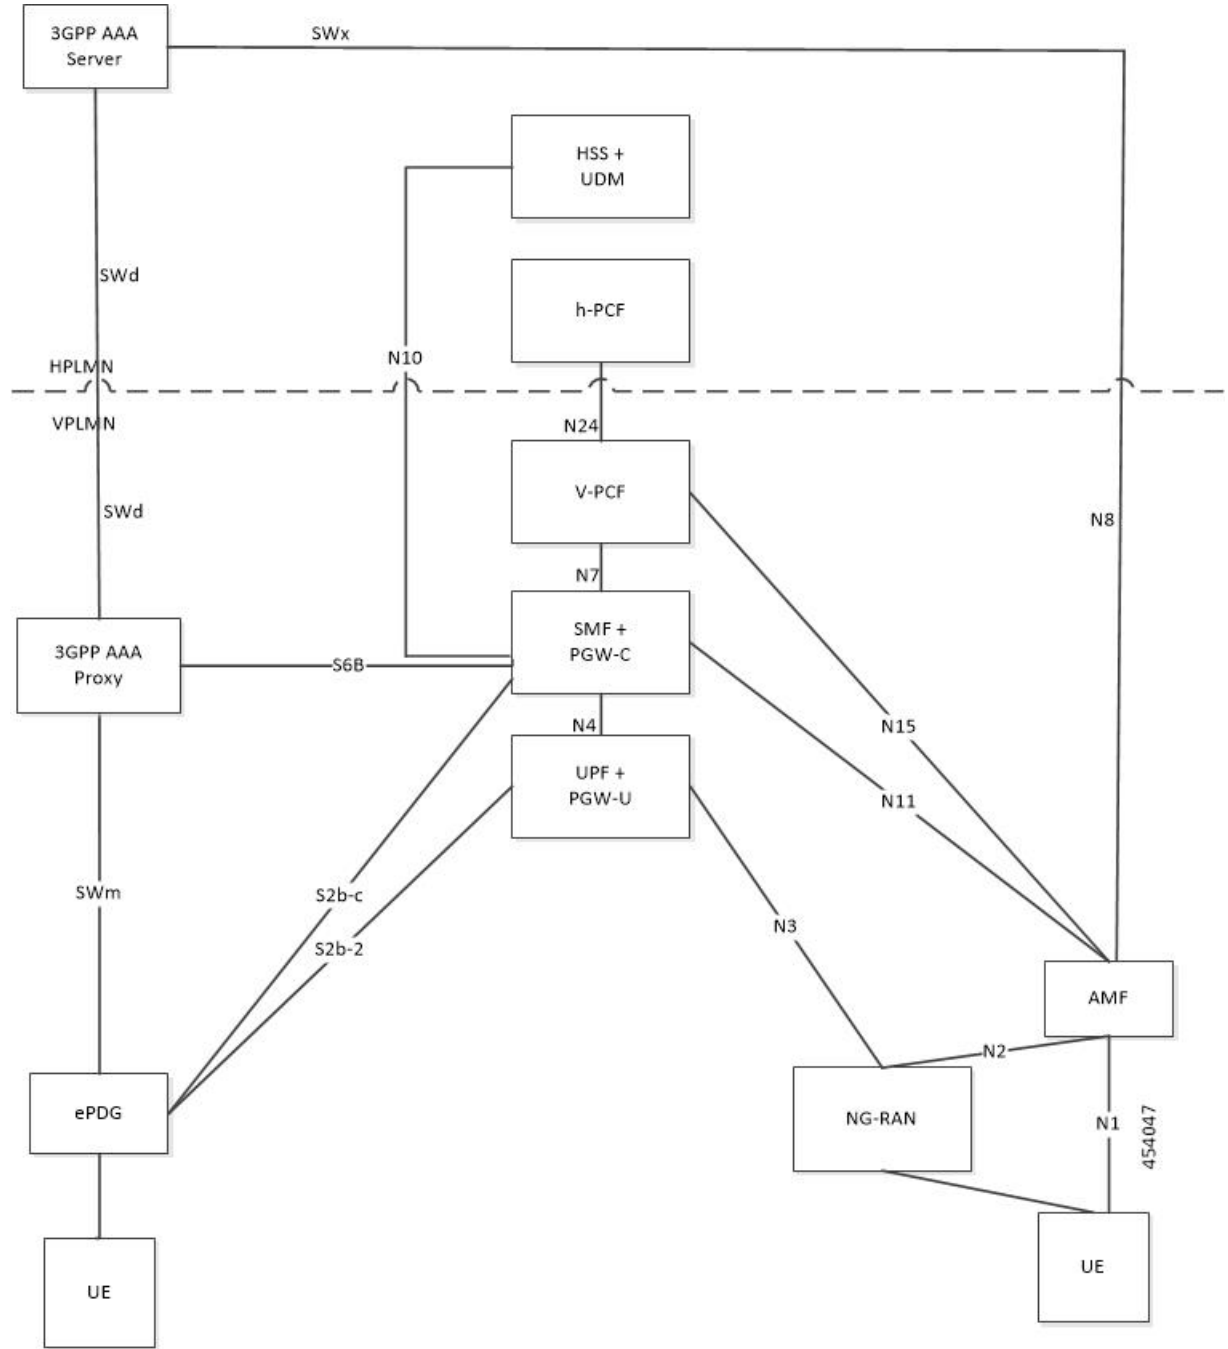 3GPP AAA
Server
SWx
HSS +
UDM
SWd
h-PCF
N10
HPLMN
VPLMN
N24
V-PCF
SWd
N8
N7
3GPP AAA
Proxy
S6B
SMF +
PGW-C
N4
N15
UPF +
PGW-U
N11
SWm
S2b-c
S2b-2
N3
AMF
N2
ePDG
NG-RAN
N1
454047
UE
UE